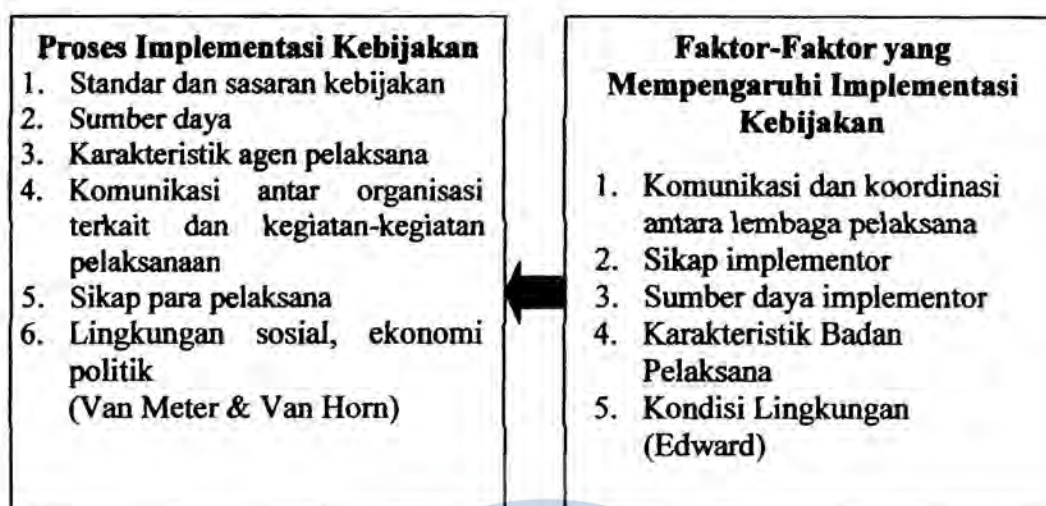 Proses Implementasi Kebijakan
1. Standar dan sasaran kebijakan
2. Sumber daya
3. Karakteristik agen pelaksana
4. Komunikasi antar organisasi
terkait dan kegiatan-kegiatan
pelaksanaan
5. Sikap para pelaksana
6. Lingkungan sosial, ekonomi
politik
(Van Meter & Van Horn)
Faktor-Faktor yang
Mempengaruhi Implementasi
Kebijakan
1. Komunikasi dan koordinasi
antara lembaga pelaksana
2. Sikap implementor
3. Sumber daya implementor
4. Karakteristik Badan
Pelaksana
5. Kondisi Lingkungan
(Edward)